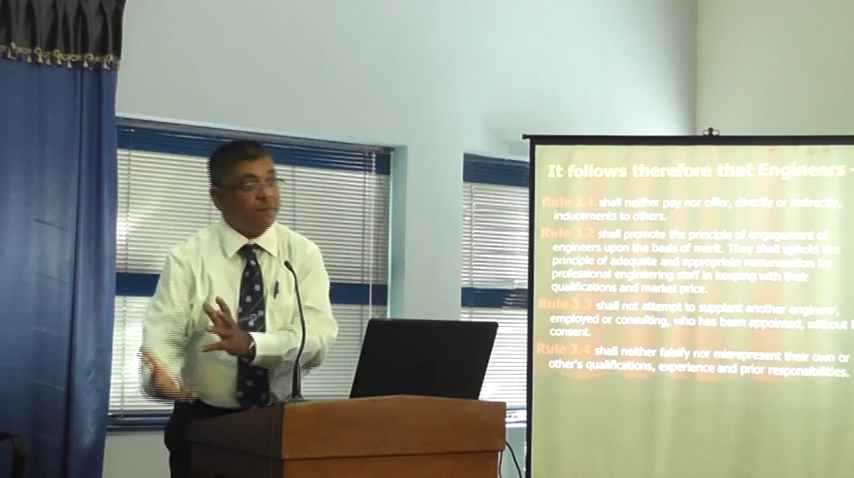 It follows therefore that Engineers -
Rule 3.1 shall neither pay nor offer, directly or indirectly,
inducements to others.
Rule 3.2 shall promote the principle of engagement of
engineers upon the basis of merit. They shall uphold the
principle of adequate and appropriate remuneration for
professional engineering staff in keeping with their
qualifications and market price.
Rule 3.3 shall not attempt to supplant another engineer,
employed or consulting, who has been appointed, without
consent.
Rule 3.4 shall neither falsify nor misrepresent their own or
other's qualifications, experience and prior responsibilities.